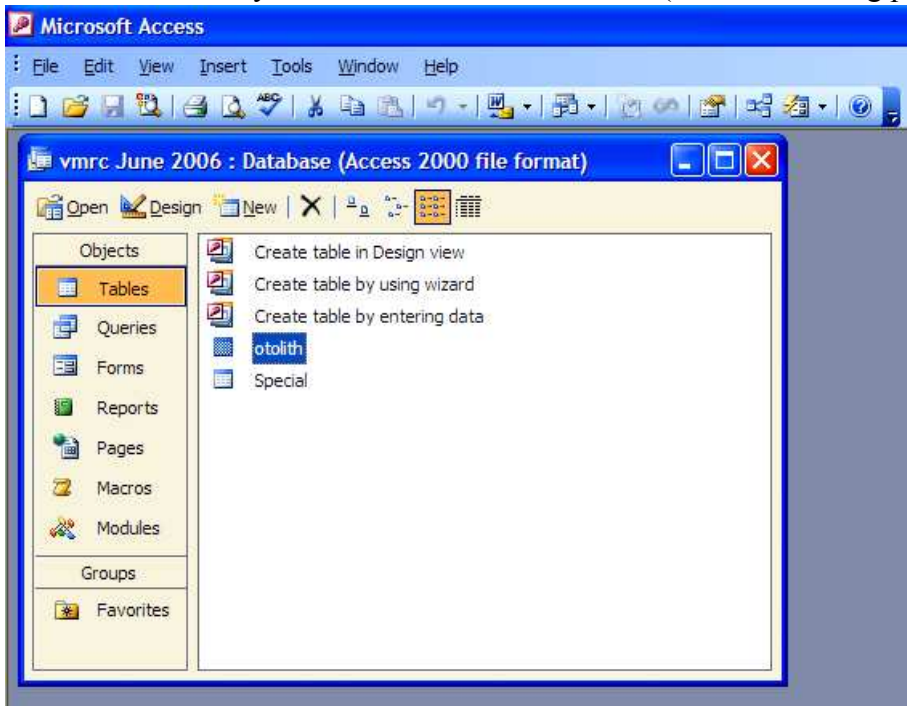 Microsoft Access
File Edit View Insert Tools Window Help
vmrc June 2006 : Database (Access 2000 file format)
Open Design New
Objects
Tables
Queries
Forms
Reports
Pages
Macros
Modules
Groups
Favorites
Create table in Design view
Create table by using wizard
Create table by entering data
otolith
Special